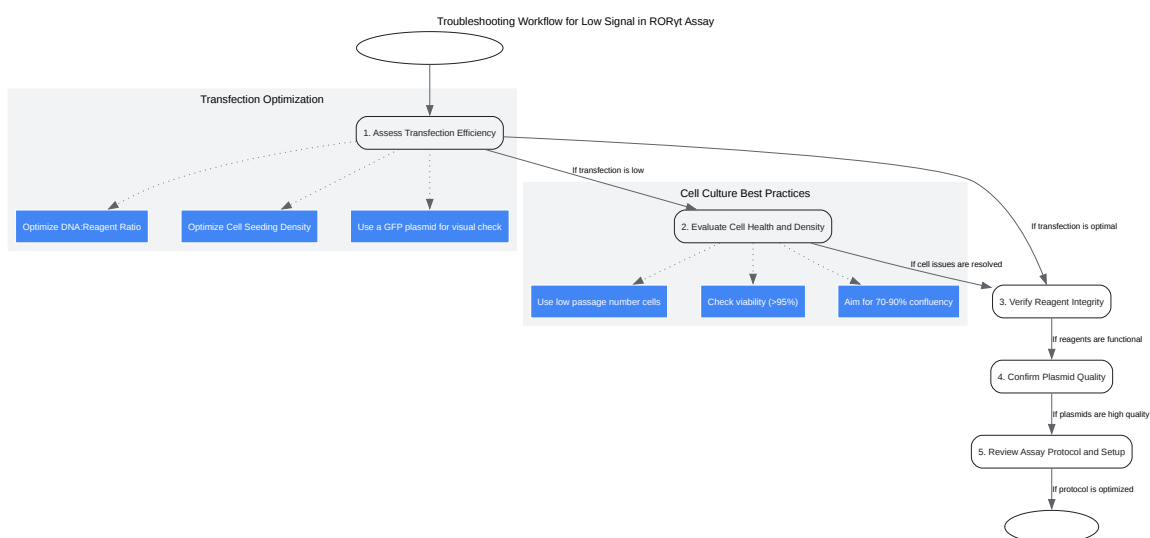 Troubleshooting Workflow for Low Signal in RORγt Assay
Transfection Optimization
1. Assess Transfection Efficiency
If transfection is low
Optimize DNA:Reagent Ratio
Optimize Cell Seeding Density
Use a GFP plasmid for visual check
Cell Culture Best Practices
2. Evaluate Cell Health and Density
If transfection is optimal
If cell issues are resolved
Use low passage number cells
Check viability (>95%)
Aim for 70-90% confluency
3. Verify Reagent Integrity
If reagents are functional
4. Confirm Plasmid Quality
If plasmids are high quality
5. Review Assay Protocol and Setup
If protocol is optimized